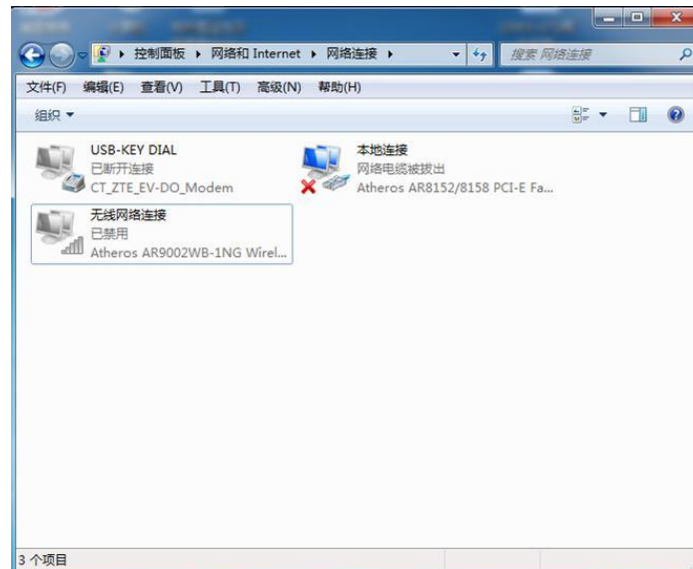 控制面板 ▸ 网络和 Internet ▸ 网络连接 ▸
搜索 网络连接
文件(F) 编辑(E) 查看(V) 工具(T) 高级(N) 帮助(H)
组织 ▼
USB-KEY DIAL
已断开连接
CT_ZTE_EV-DO_Modem
本地连接
网络电缆被拔出
Atheros AR8152/8158 PCI-E Fa...
无线网络连接
已禁用
Atheros AR9002WB-1NG Wirel...
3 个项目